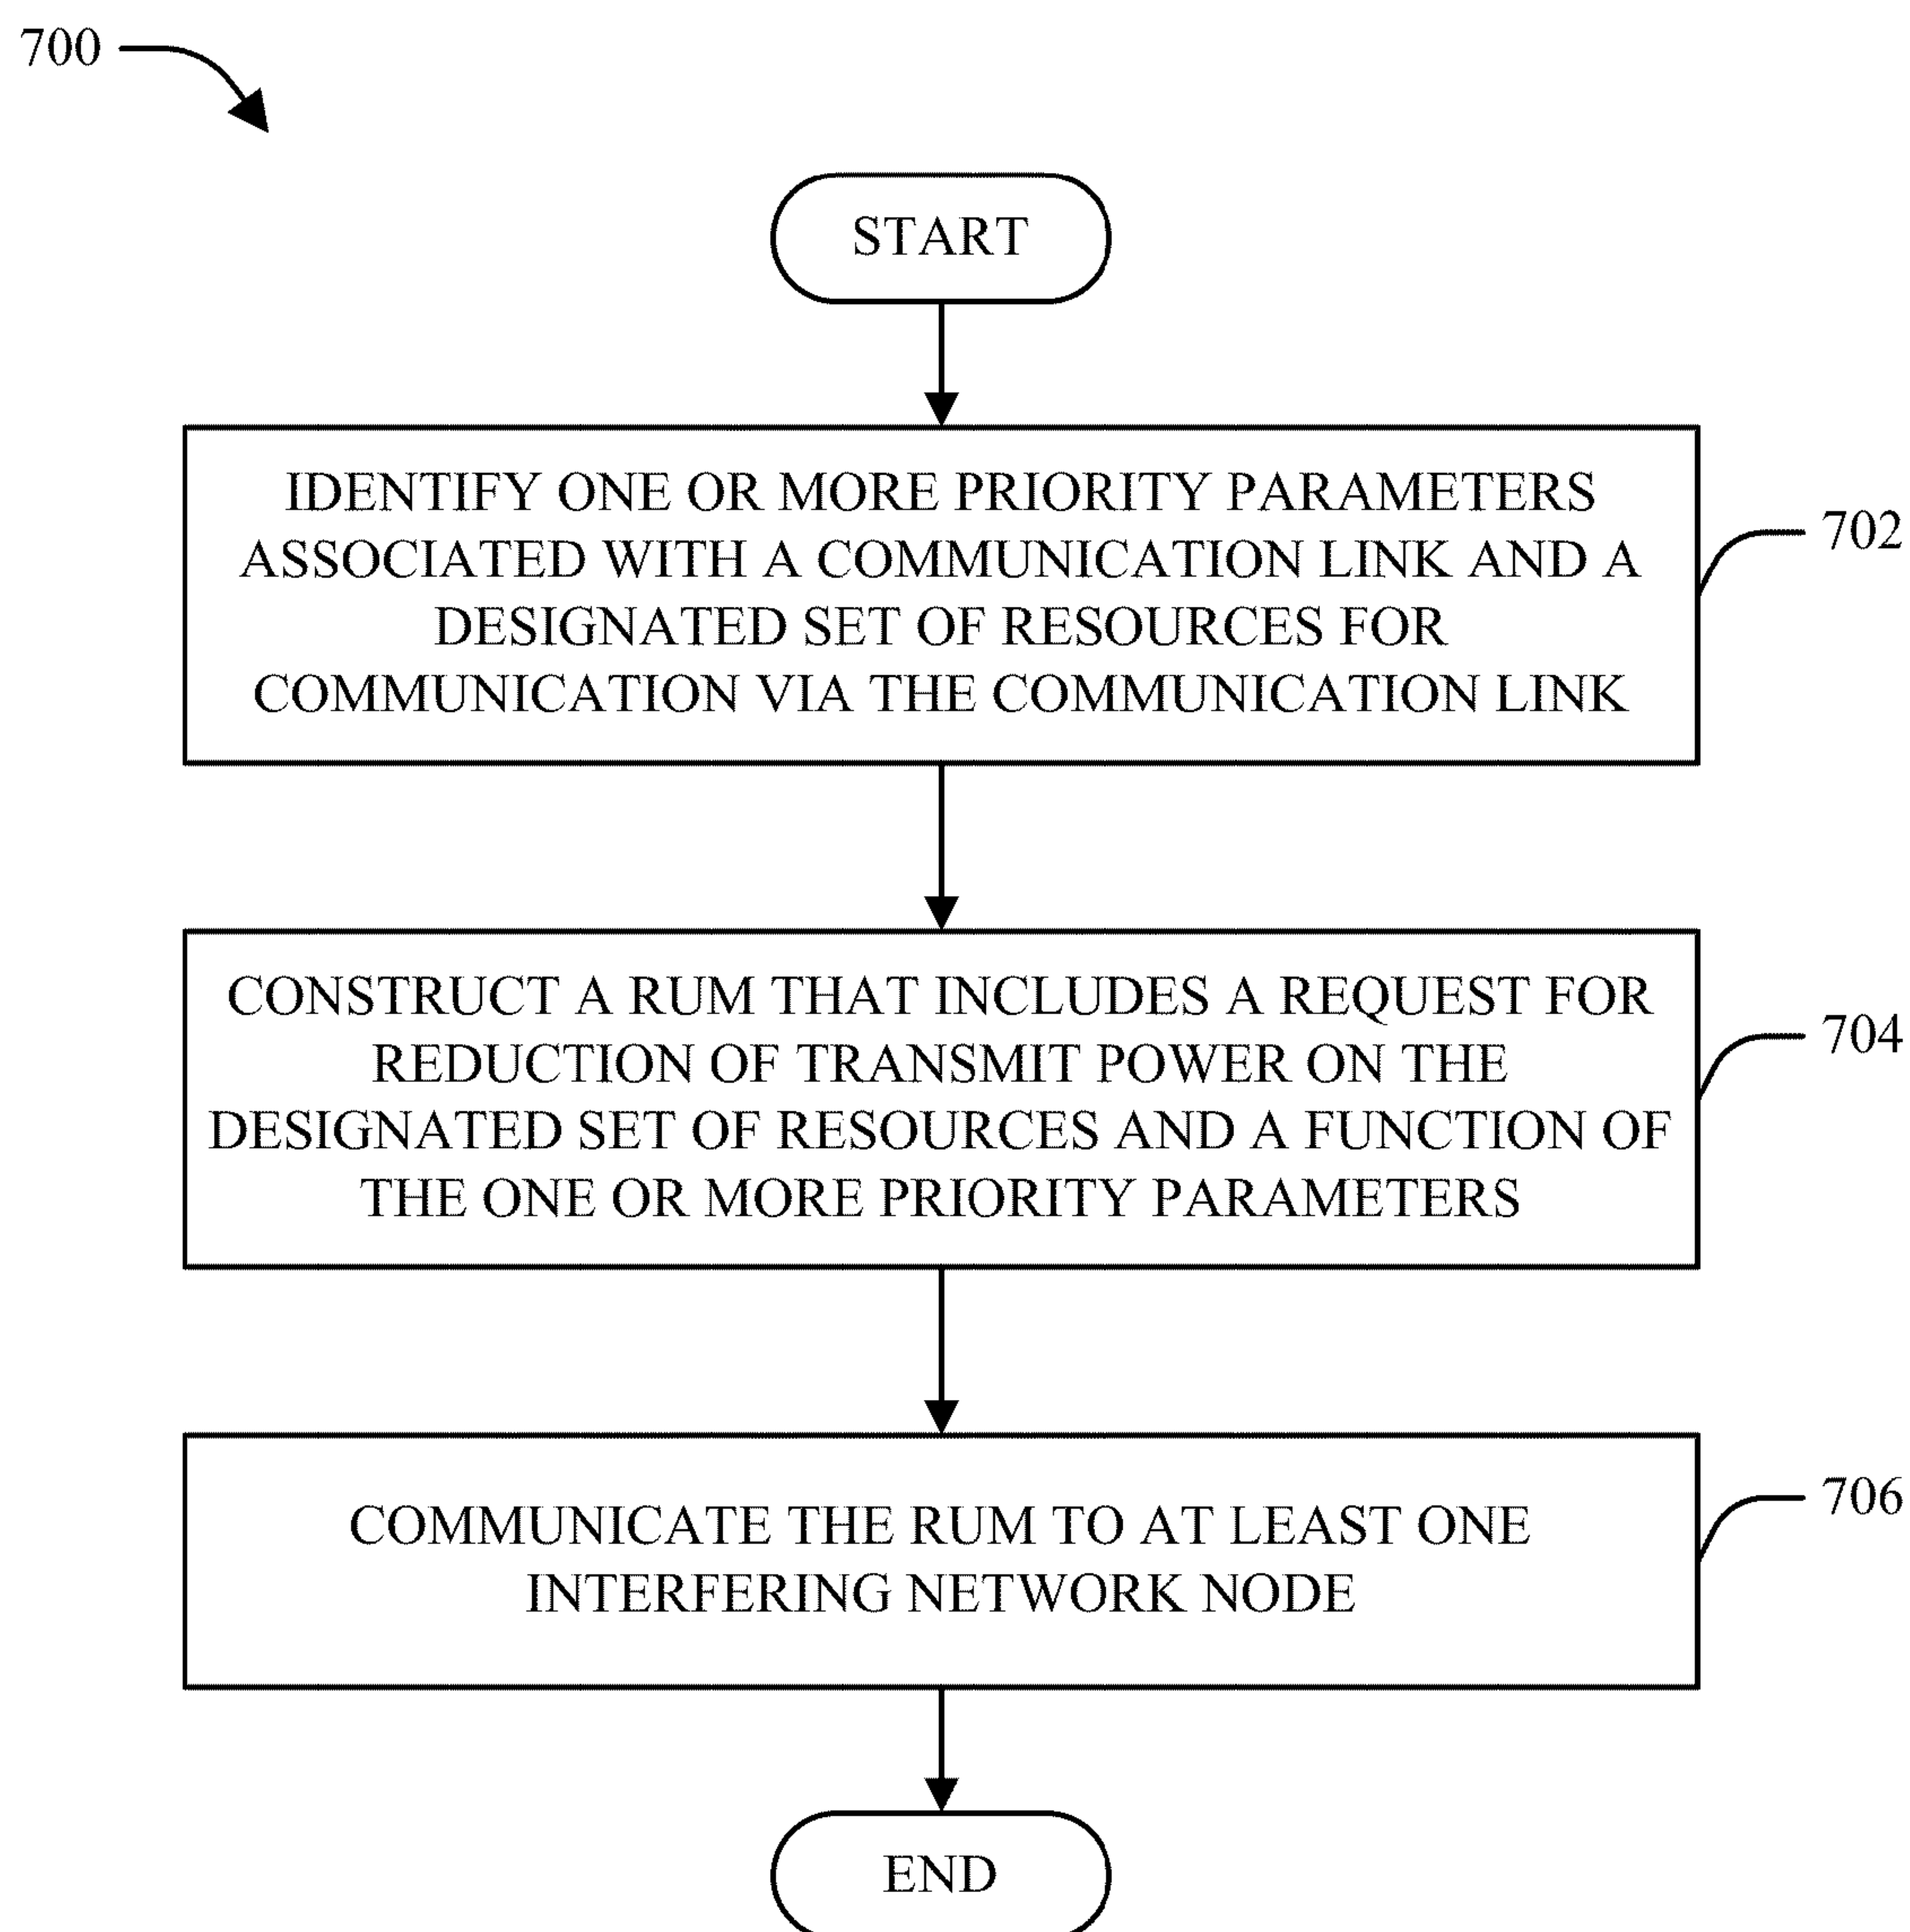 700
START
IDENTIFY ONE OR MORE PRIORITY PARAMETERS
ASSOCIATED WITH A COMMUNICATION LINK AND A
DESIGNATED SET OF RESOURCES FOR
COMMUNICATION VIA THE COMMUNICATION LINK
702
CONSTRUCT A RUM THAT INCLUDES A REQUEST FOR
REDUCTION OF TRANSMIT POWER ON THE
DESIGNATED SET OF RESOURCES AND A FUNCTION OF
THE ONE OR MORE PRIORITY PARAMETERS
704
COMMUNICATE THE RUM TO AT LEAST ONE
INTERFERING NETWORK NODE
706
END